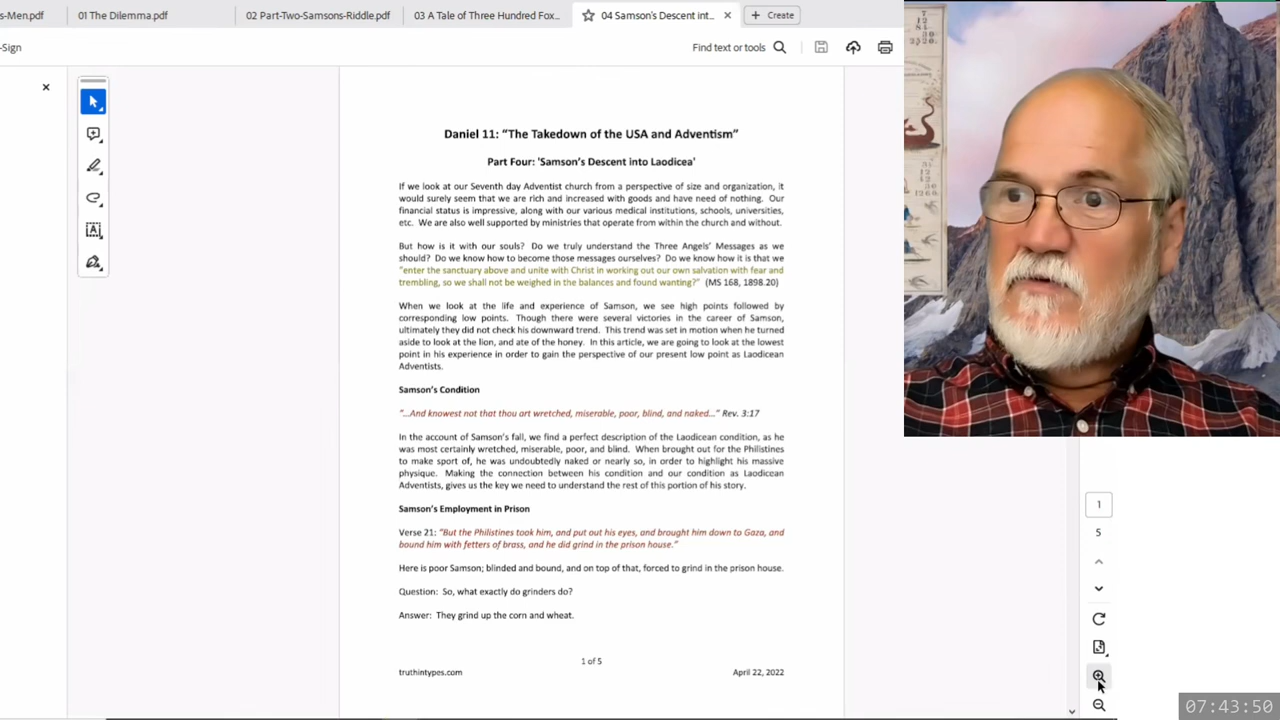 s-Men.pdf
01 The Dilemma.pdf
02 Part-Two-Samsons-Riddle.pdf
03 A Tale of Three Hundred Fox...
04 Samson's Descent int...
Create
-Sign
Find text or tools
Daniel 11: “The Takedown of the USA and Adventism”
Part Four: 'Samson's Descent into Laodicea'
If we look at our Seventh day Adventist church from a perspective of size and organization, it
would surely seem that we are rich and increased with goods and have need of nothing. Our
financial status is impressive, along with our various medical institutions, schools, universities,
etc. We are also well supported by ministries that operate from within the church and without.
But how is it with our souls? Do we truly understand the Three Angels' Messages as we
should? Do we know how to become those messages ourselves? Do we know how it is that we
“enter the sanctuary above and unite with Christ in working out our own salvation with fear and
trembling, so we shall not be weighed in the balances and found wanting?” (MS 168, 1898.20)
When we look at the life and experience of Samson, we see high points followed by
corresponding low points. Though there were several victories in the career of Samson,
ultimately they did not check his downward trend. This trend was set in motion when he turned
aside to look at the lion, and ate of the honey. In this article, we are going to look at the lowest
point in his experience in order to gain the perspective of our present low point as Laodicean
Adventists.
Samson's Condition
“...And knowest not that thou art wretched, miserable, poor, blind, and naked...” Rev. 3:17
In the account of Samson's fall, we find a perfect description of the Laodicean condition, as he
was most certainly wretched, miserable, poor, and blind. When brought out for the Philistines
to make sport of, he was undoubtedly naked or nearly so, in order to highlight his massive
physique. Making the connection between his condition and our condition as Laodicean
Adventists, gives us the key we need to understand the rest of this portion of his story.
Samson's Employment in Prison
Verse 21: “But the Philistines took him, and put out his eyes, and brought him down to Gaza, and
bound him with fetters of brass, and he did grind in the prison house.”
Here is poor Samson; blinded and bound, and on top of that, forced to grind in the prison house.
Question: So, what exactly do grinders do?
Answer: They grind up the corn and wheat.
1 of 5
truthintypes.com
April 22, 2022
7
12
2520.
12
1260
1
5
07:43:50